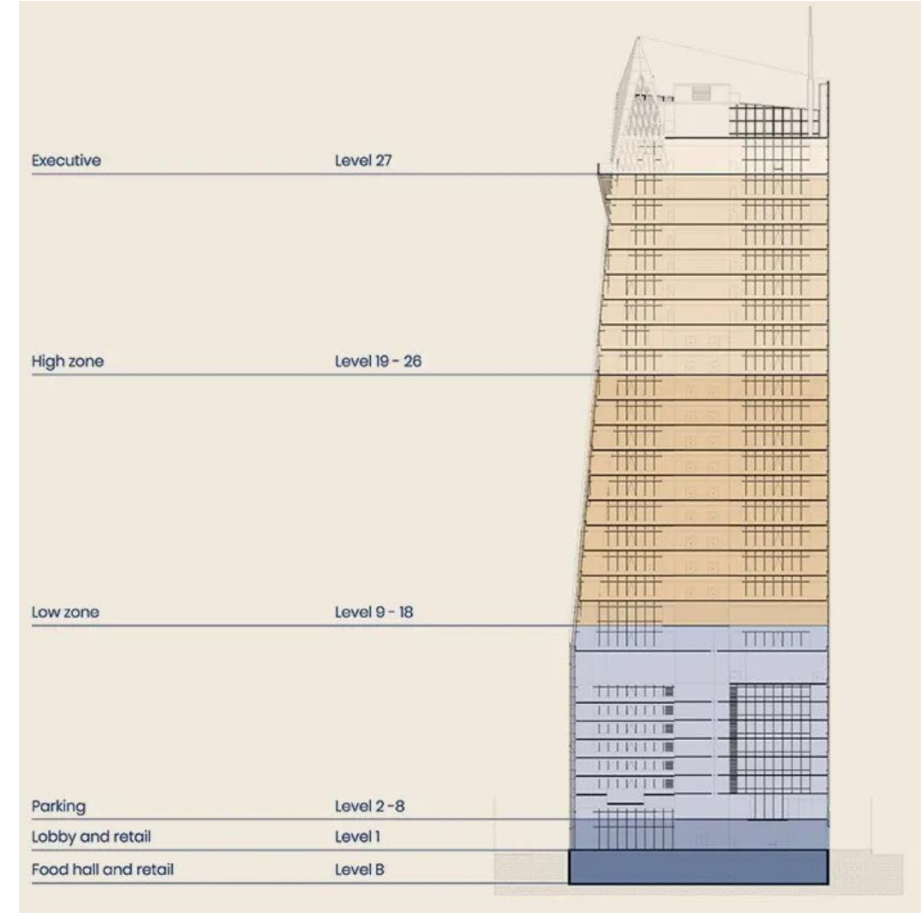 Executive Level 27
High zone Level 19 - 26
Low zone Level 9 - 18
Parking Level 2 -8
Lobby and retail Level 1
Food hall and retail Level B